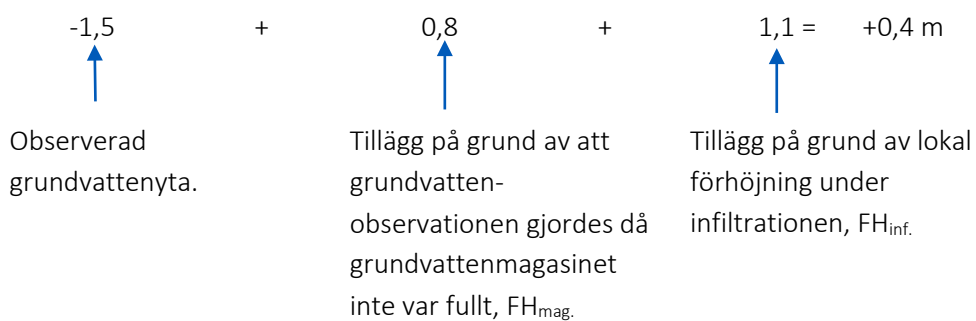 -1,5 + 0,8 + 1,1 = +0,4 m
Observerad
grundvattenyta.
Tillägg på grund av att
grundvatten-
observationen gjordes då
grundvattenmagasinet
inte var fullt, FHmag.
Tillägg på grund av lokal
förhöjning under
infiltrationen, FHinf.